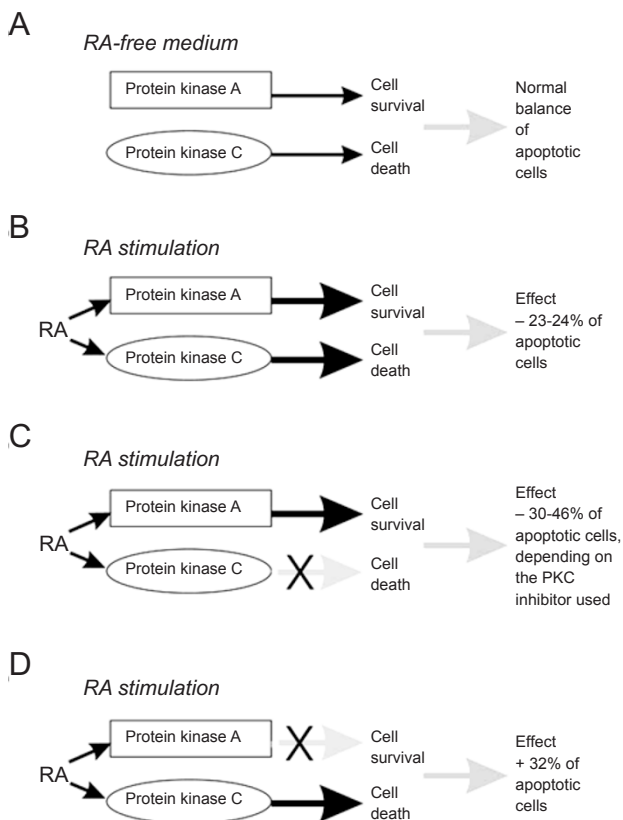 A
RA-free medium
Protein kinase A
Cell
survival
Protein kinase C
Cell
death
Normal
balance
of
apoptotic
cells
B
RA stimulation
RA
Protein kinase A
Cell
survival
Protein kinase C
Cell
death
Effect
– 23-24% of
apoptotic
cells
C
RA stimulation
RA
Protein kinase A
Cell
survival
Protein kinase C
X
Cell
death
Effect
– 30-46% of
apoptotic cells,
depending on
the PKC
inhibitor used
D
RA stimulation
RA
Protein kinase A
X
Cell
survival
Protein kinase C
Cell
death
Effect
+ 32% of
apoptotic
cells